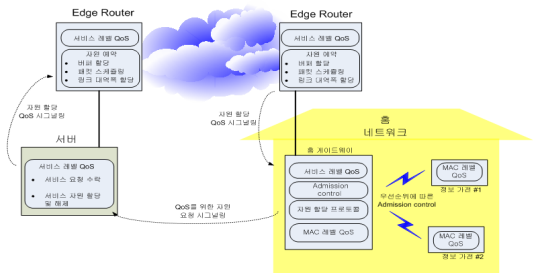 Edge Router
서비스 레벨 QoS
자원 예약
• 버퍼 할당
• 패킷 스케줄링
• 링크 대역폭 할당
Edge Router
서비스 레벨 QoS
자원 예약
• 버퍼 할당
• 패킷 스케줄링
• 링크 대역폭 할당
자원 할당
QoS 시그널링
자원 할당
QoS 시그널링
서버
서비스 레벨 QoS
• 서비스 요청 수락
• 서비스 자원 할당
및 해제
QoS를 위한 자원
요청 시그널링
홈
네트워크
홈 게이트웨이
서비스 레벨 QoS
Admission
control
자원 할당 프로토콜
MAC 레벨 QoS
우선순위에 따른
Admission control
MAC 레벨
QoS
정보 가전 #1
MAC 레벨
QoS
정보 가전 #2